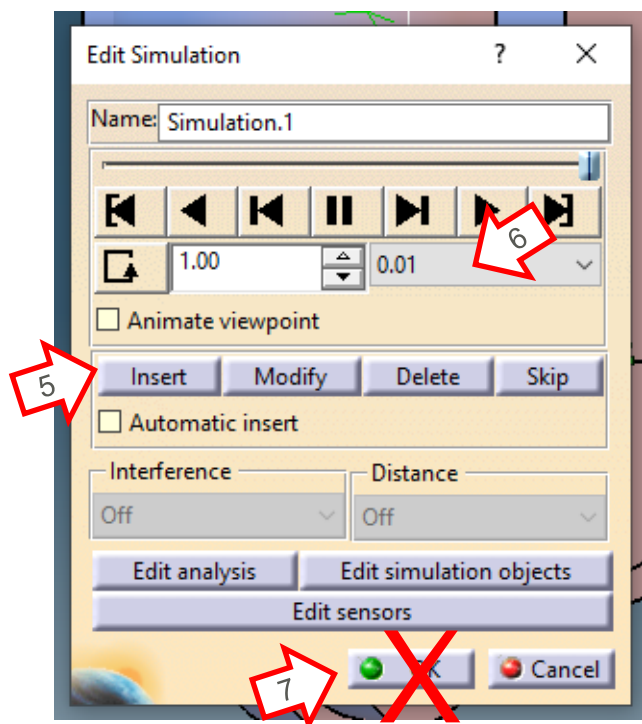 Edit Simulation ? ×
Name: Simulation.1
6
1.00 0.01
Animate viewpoint
5
Insert Modify Delete Skip
Automatic insert
Interference Distance
Off Off
Edit analysis Edit simulation objects
Edit sensors
7
OK Cancel